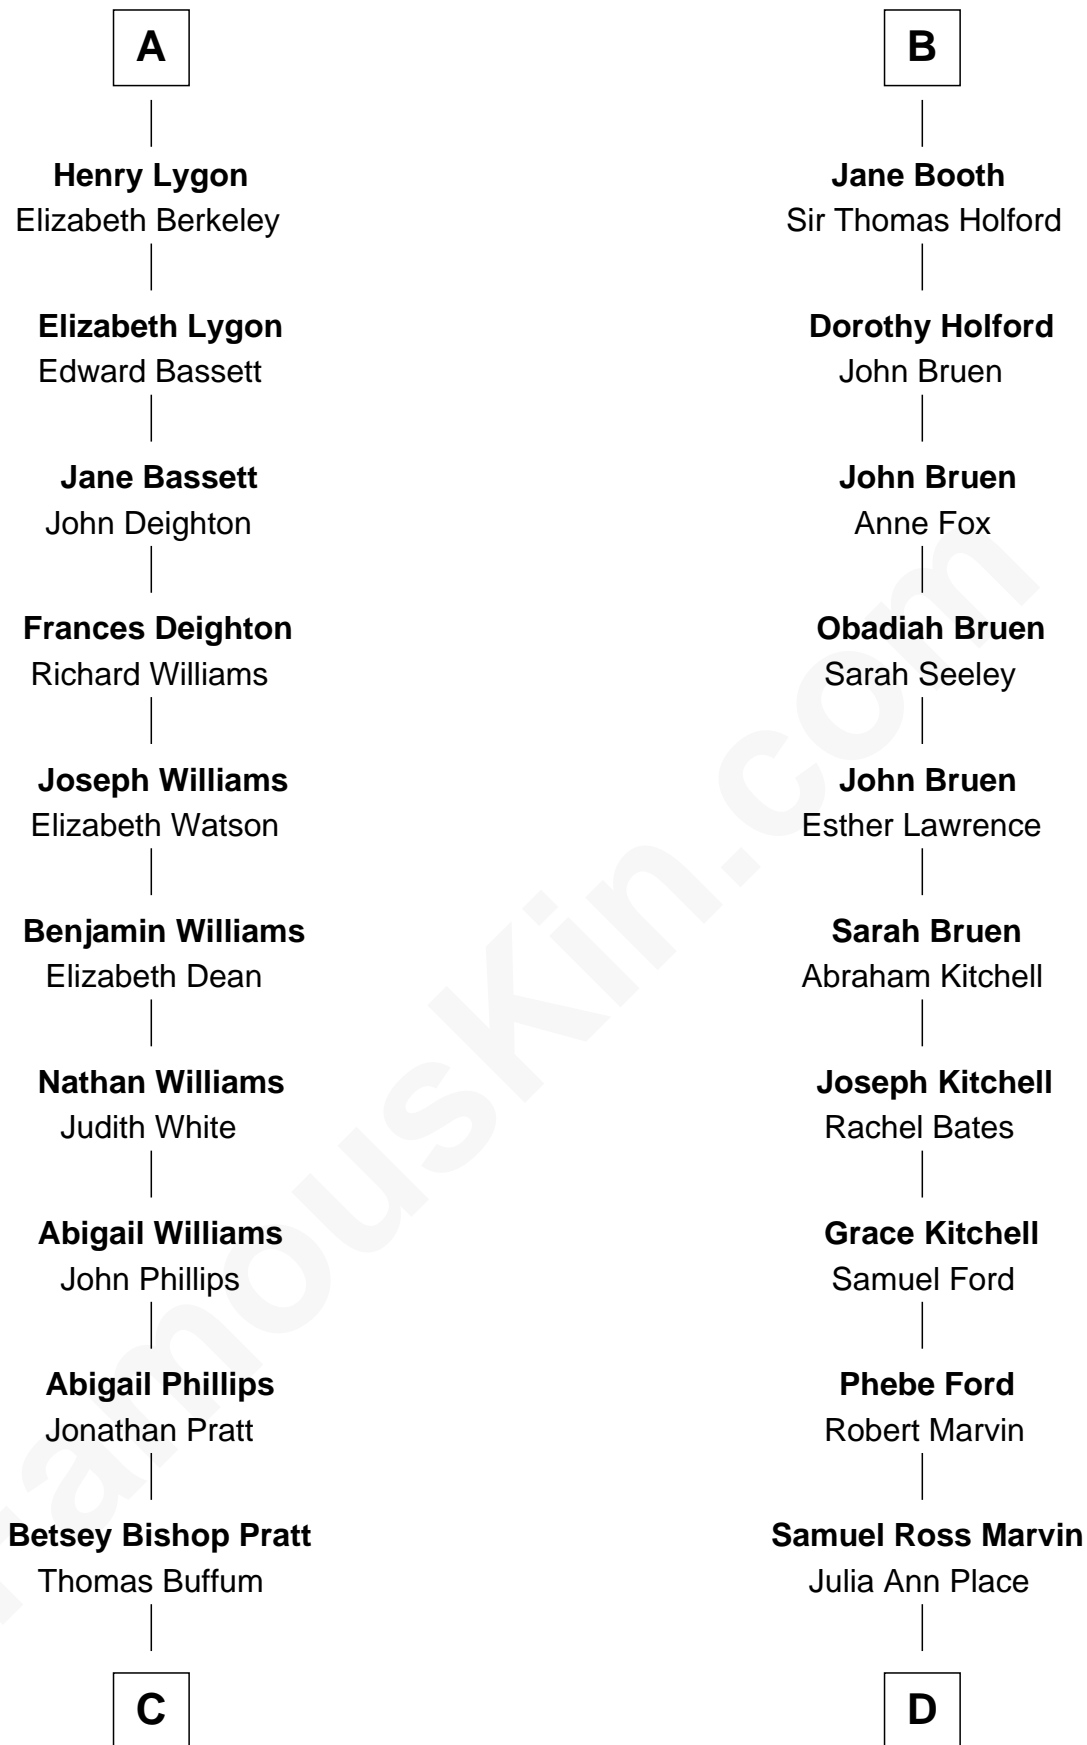 A
Henry Lygon
Elizabeth Berkeley
Elizabeth Lygon
Edward Bassett
Jane Bassett
John Deighton
Frances Deighton
Richard Williams
Joseph Williams
Elizabeth Watson
Benjamin Williams
Elizabeth Dean
Nathan Williams
Judith White
Abigail Williams
John Phillips
Abigail Phillips
Jonathan Pratt
Betsey Bishop Pratt
Thomas Buffum
C
B
Jane Booth
Sir Thomas Holford
Dorothy Holford
John Bruen
John Bruen
Anne Fox
Obadiah Bruen
Sarah Seeley
John Bruen
Esther Lawrence
Sarah Bruen
Abraham Kitchell
Joseph Kitchell
Rachel Bates
Grace Kitchell
Samuel Ford
Phebe Ford
Robert Marvin
Samuel Ross Marvin
Julia Ann Place
D
FamousKin.com